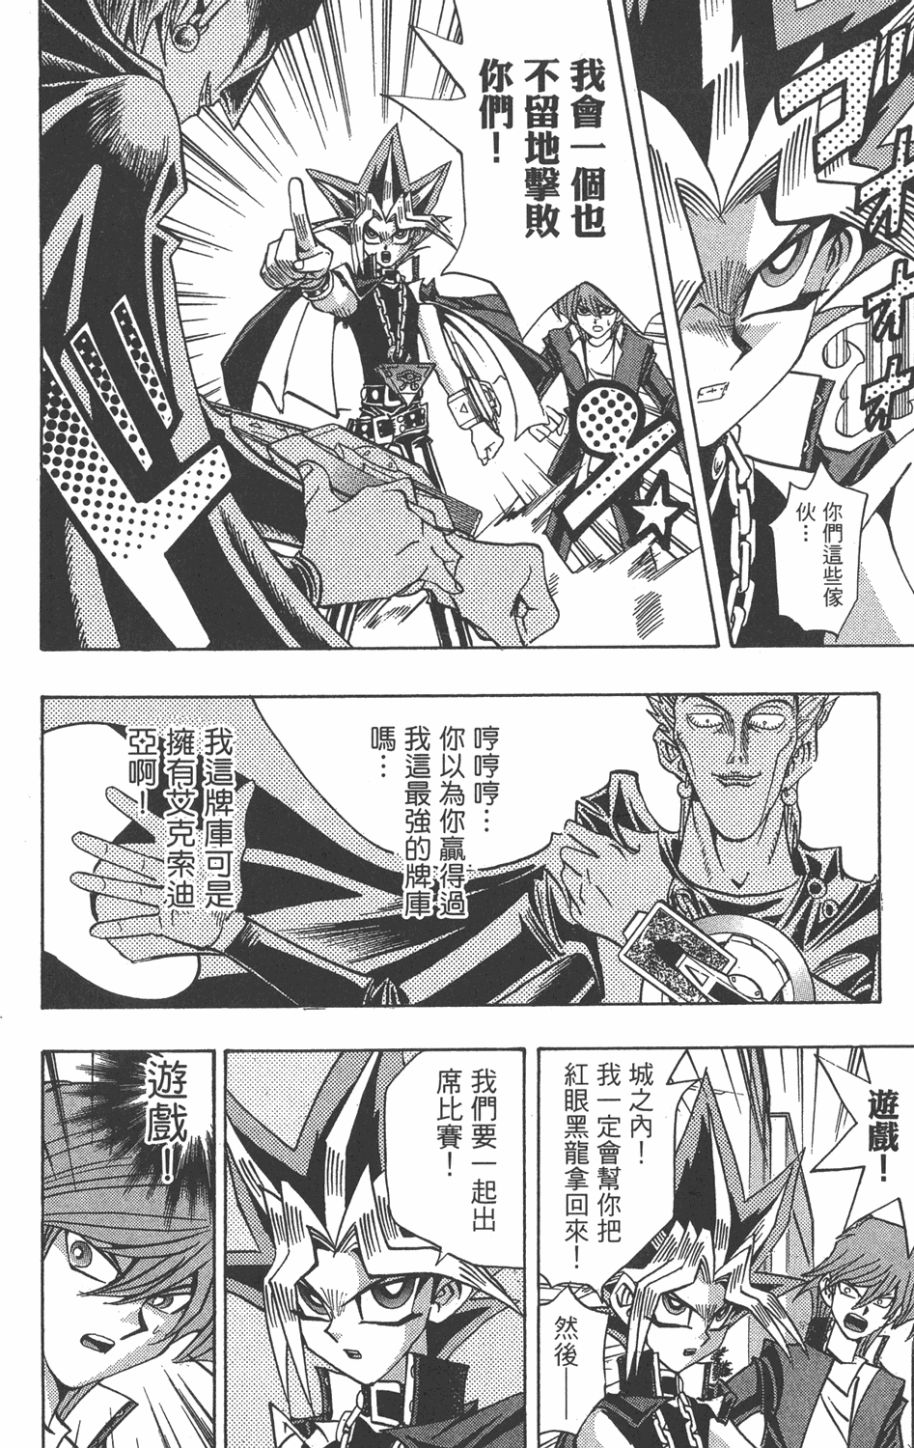 你們這些傢
伙…
我會一個也
不留地擊敗
你們！
哼哼哼…
你以為你贏得過
我這最強的牌庫
嗎…
我這牌庫可是
擁有艾克索迪
亞啊！
遊戲！
城之內！
我一定會幫你把
紅眼黑龍拿回來！
然後——
我們要一起出
席比賽！
遊戲！